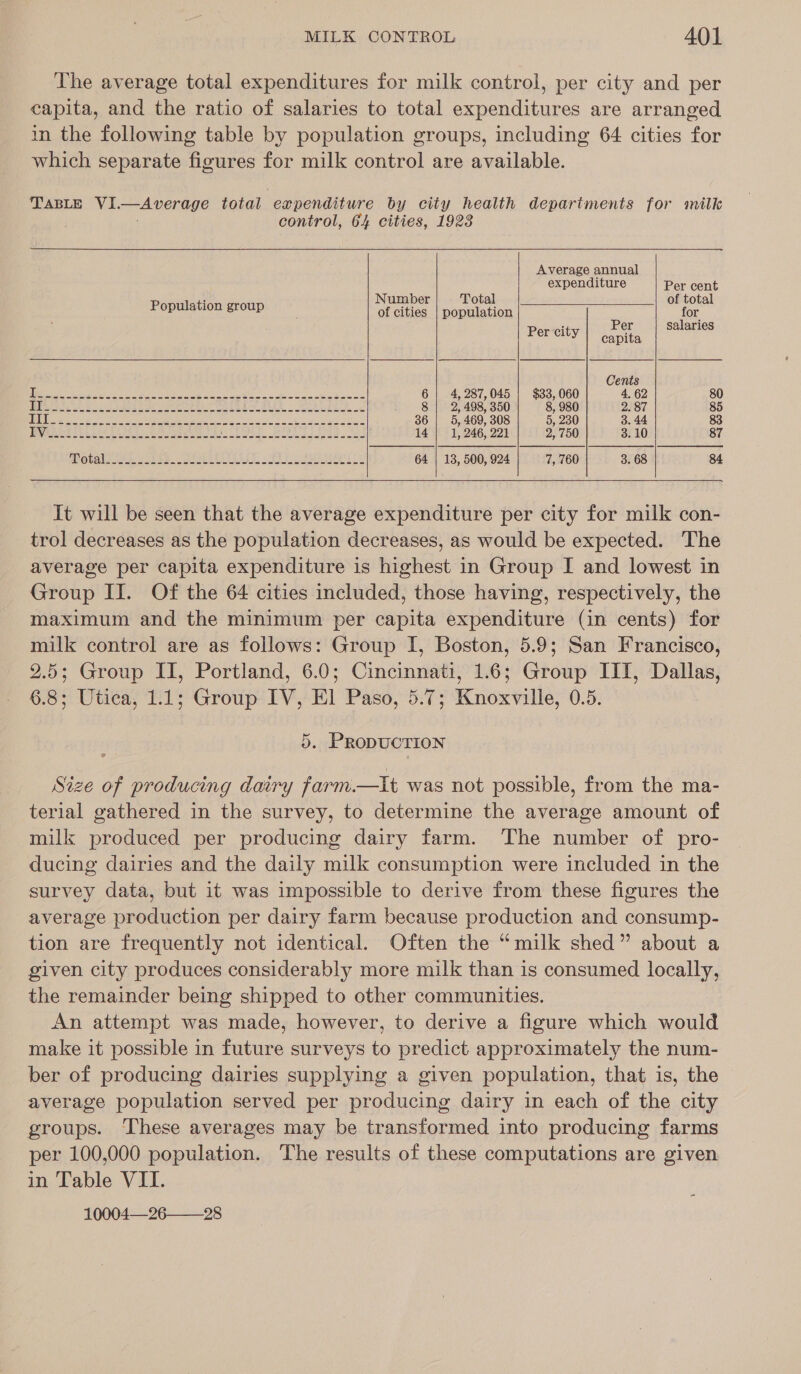 MILK CONTROL 401
The average total expenditures for milk control, per city and per
capita, and the ratio of salaries to total expenditures are arranged
in the following table by population groups, including 64 cities for
which separate figures for milk control are available.
TABLE VI.—Average total expenditure by city health departments for milk
control, 64 cities, 1923
Population group | Number of cities | Total population | Average annual expenditure | Per cent of total for salaries
Per city | Per capita
Cents
I | 6 | 4,287,045 | $33,060 | 4.62 | 80
II | 8 | 2,498,350 | 8,980 | 2.87 | 85
III | 36 | 5,469,308 | 5,230 | 3.44 | 83
IV | 14 | 1,246,221 | 2,750 | 3.10 | 87
Total | 64 | 13,500,924 | 7,760 | 3.68 | 84
It will be seen that the average expenditure per city for milk con-
trol decreases as the population decreases, as would be expected. The
average per capita expenditure is highest in Group I and lowest in
Group II. Of the 64 cities included, those having, respectively, the
maximum and the minimum per capita expenditure (in cents) for
milk control are as follows: Group I, Boston, 5.9; San Francisco,
2.5; Group II, Portland, 6.0; Cincinnati, 1.6; Group III, Dallas,
6.8; Utica, 1.1; Group IV, El Paso, 5.7; Knoxville, 0.5.
5. PRODUCTION
Size of producing dairy farm.—It was not possible, from the ma-
terial gathered in the survey, to determine the average amount of
milk produced per producing dairy farm. The number of pro-
ducing dairies and the daily milk consumption were included in the
survey data, but it was impossible to derive from these figures the
average production per dairy farm because production and consump-
tion are frequently not identical. Often the “milk shed” about a
given city produces considerably more milk than is consumed locally,
the remainder being shipped to other communities.
An attempt was made, however, to derive a figure which would
make it possible in future surveys to predict approximately the num-
ber of producing dairies supplying a given population, that is, the
average population served per producing dairy in each of the city
groups. These averages may be transformed into producing farms
per 100,000 population. The results of these computations are given
in Table VII.
10004—26——28